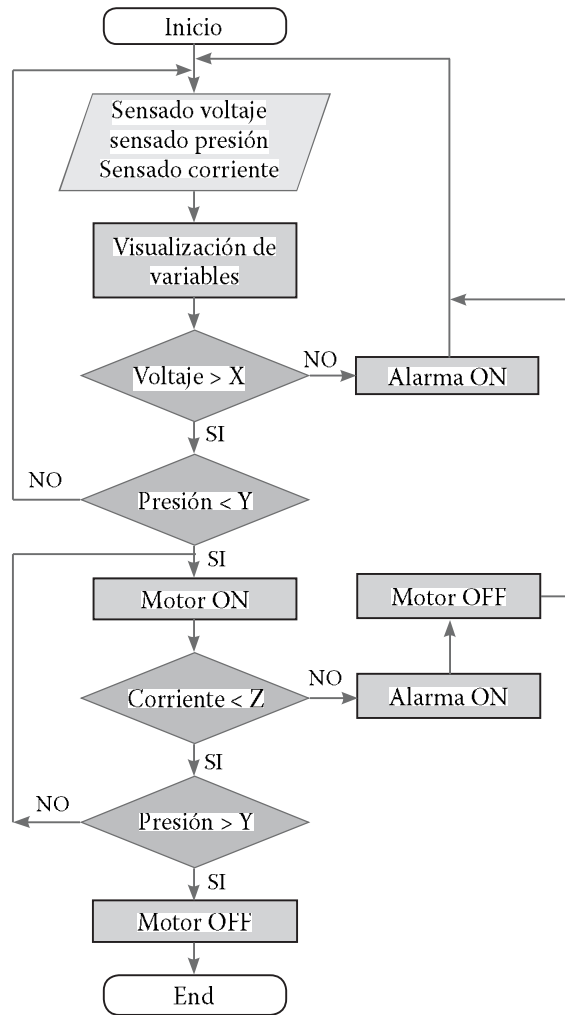 Inicio
Sensado voltaje
sensado presión
Sensado corriente
Visualización de
variables
Voltaje > X
NO
Alarma ON
SI
NO
Presión < Y
SI
Motor ON
Motor OFF
Corriente < Z
NO
Alarma ON
SI
NO
Presión > Y
SI
Motor OFF
End